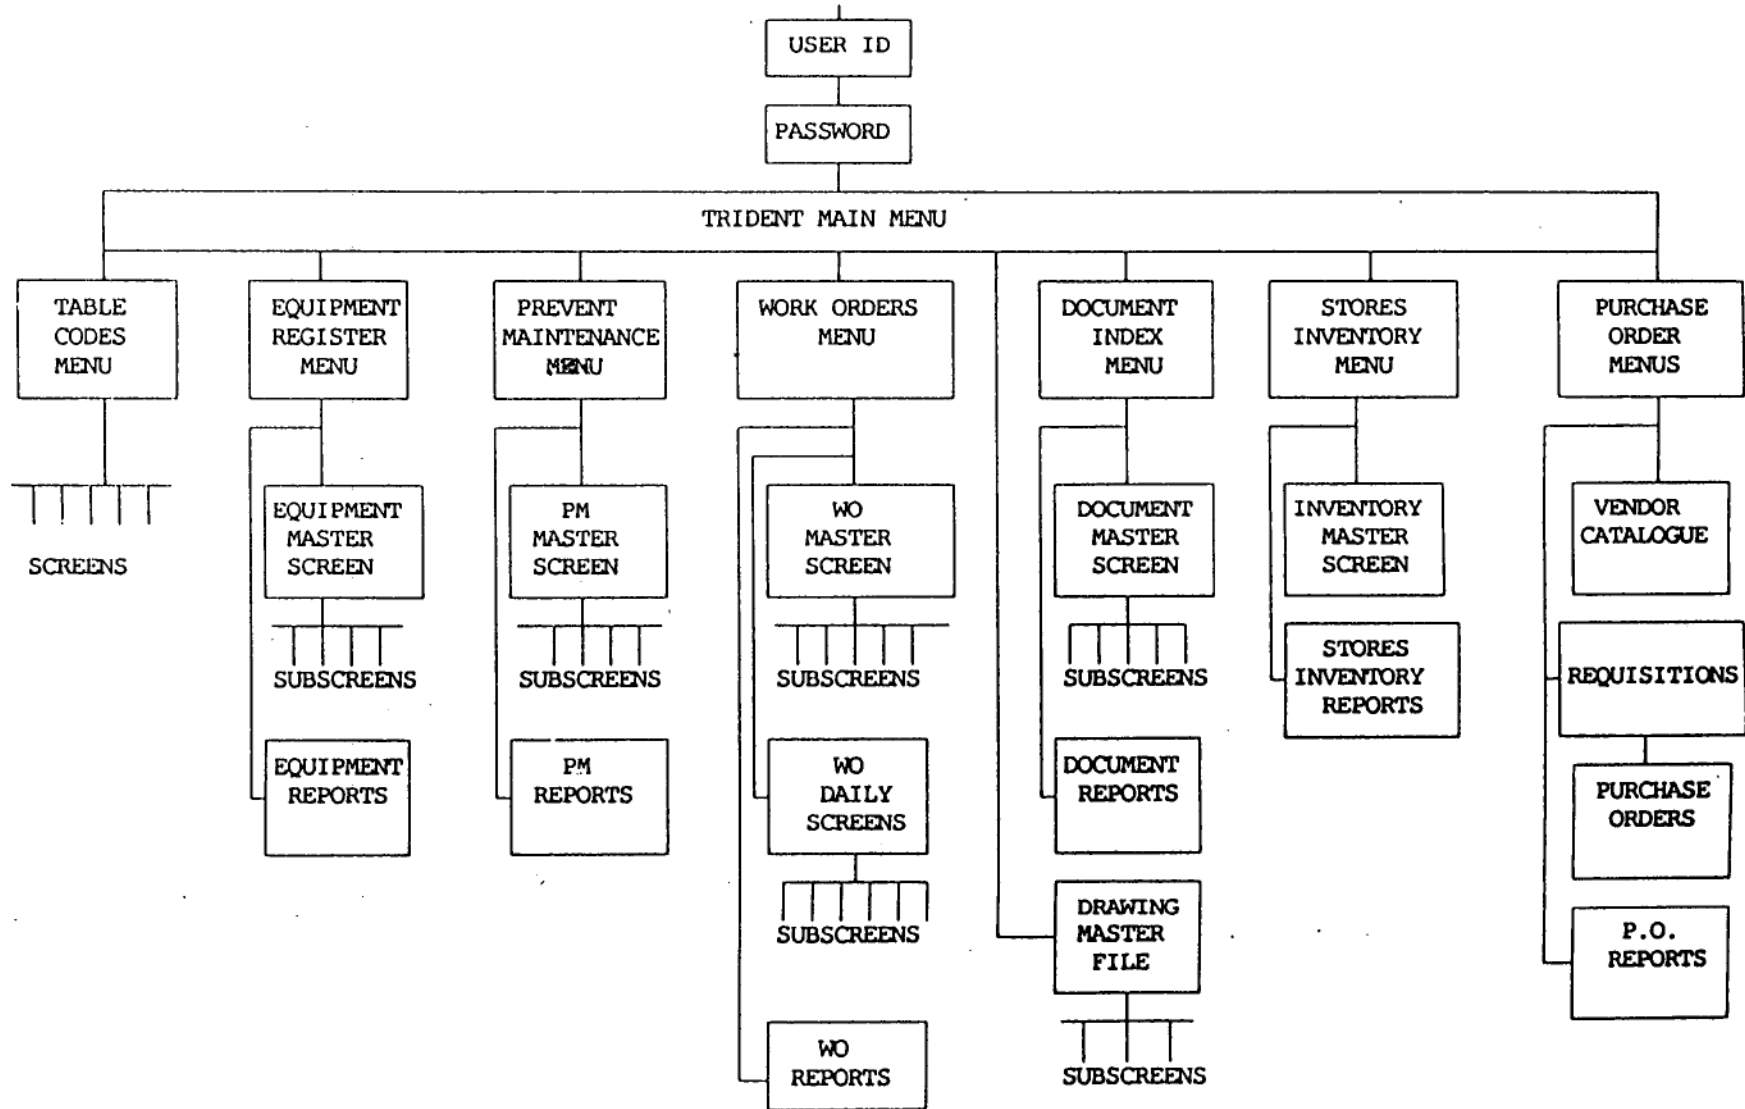 USER ID
PASSWORD
TRIDENT MAIN MENU
TABLE
CODES
MENU
SCREENS
EQUIPMENT
REGISTER
MENU
EQUIPMENT
MASTER
SCREEN
SUBSCREENS
EQUIPMENT
REPORTS
PREVENT
MAINTENANCE
MENU
PM
MASTER
SCREEN
SUBSCREENS
PM
REPORTS
WORK ORDERS
MENU
WO
MASTER
SCREEN
SUBSCREENS
WO
DAILY
SCREENS
SUBSCREENS
WO
REPORTS
DOCUMENT
INDEX
MENU
DOCUMENT
MASTER
SCREEN
SUBSCREENS
DOCUMENT
REPORTS
DRAWING
MASTER
FILE
SUBSCREENS
STORES
INVENTORY
MENU
INVENTORY
MASTER
SCREEN
STORES
INVENTORY
REPORTS
PURCHASE
ORDER
MENUS
VENDOR
CATALOGUE
REQUISITIONS
PURCHASE
ORDERS
P.O.
REPORTS